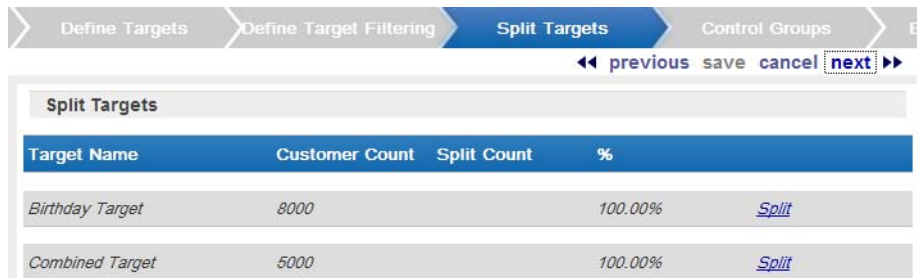 Define Targets Define Target Filtering Split Targets Control Groups
previous save cancel next
Split Targets
Target Name Customer Count Split Count %
Birthday Target 8000 100.00% Split
Combined Target 5000 100.00% Split